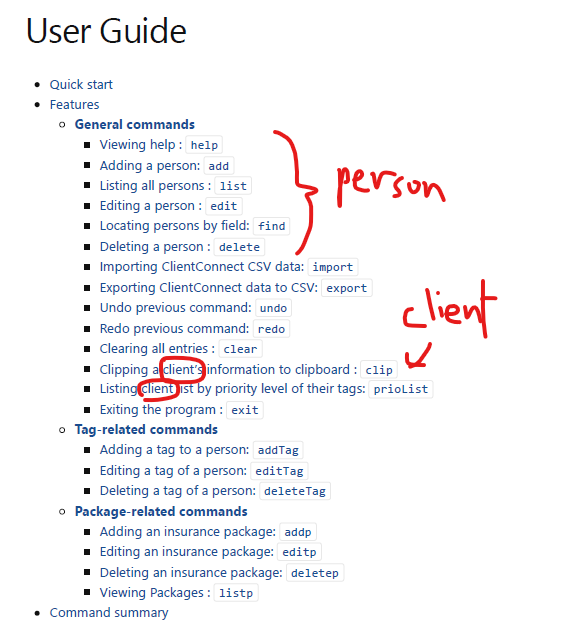 User Guide
Quick start
Features
General commands
Viewing help : help
Adding a person: add
Listing all persons : list
Editing a person : edit
Locating persons by field: find
Deleting a person : delete
person
Importing ClientConnect CSV data: import
Exporting ClientConnect data to CSV: export
Undo previous command: undo
Redo previous command: redo
client
Clearing all entries : clear
Clipping a client's information to clipboard : clip
Listing client list by priority level of their tags: prioList
Exiting the program : exit
Tag-related commands
Adding a tag to a person: addTag
Editing a tag of a person: editTag
Deleting a tag of a person: deleteTag
Package-related commands
Adding an insurance package: addp
Editing an insurance package: editp
Deleting an insurance package: deletep
Viewing Packages : listp
Command summary